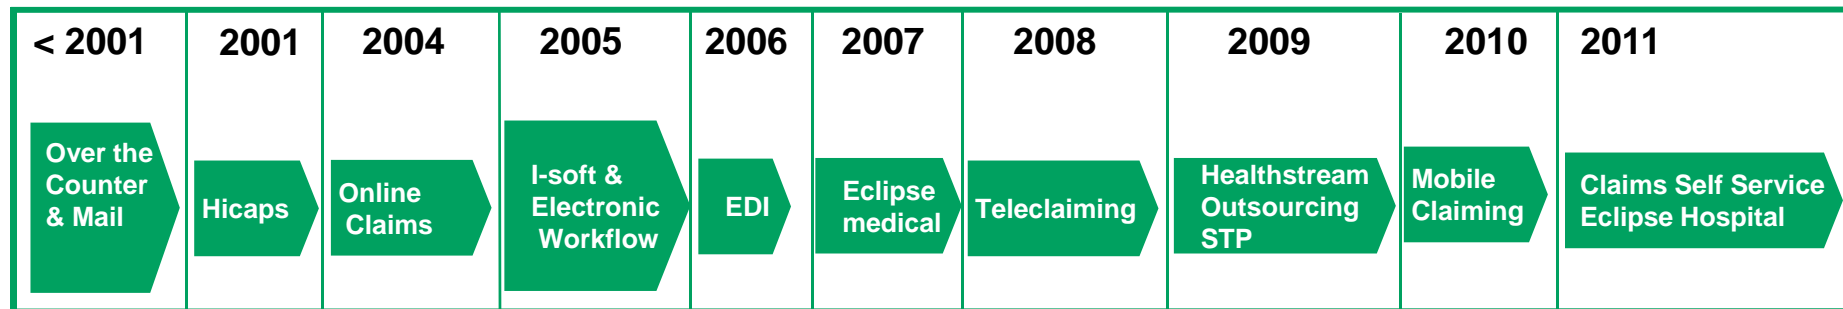 < 2001
2001
2004
2005
2006
2007
2008
2009
2010
2011
Over the
Counter
& Mail
Hicaps
Online
Claims
I-soft &
Electronic
Workflow
EDI
Eclipse
medical
Teleclaiming
Healthstream
Outsourcing
STP
Mobile
Claiming
Claims Self Service
Eclipse Hospital